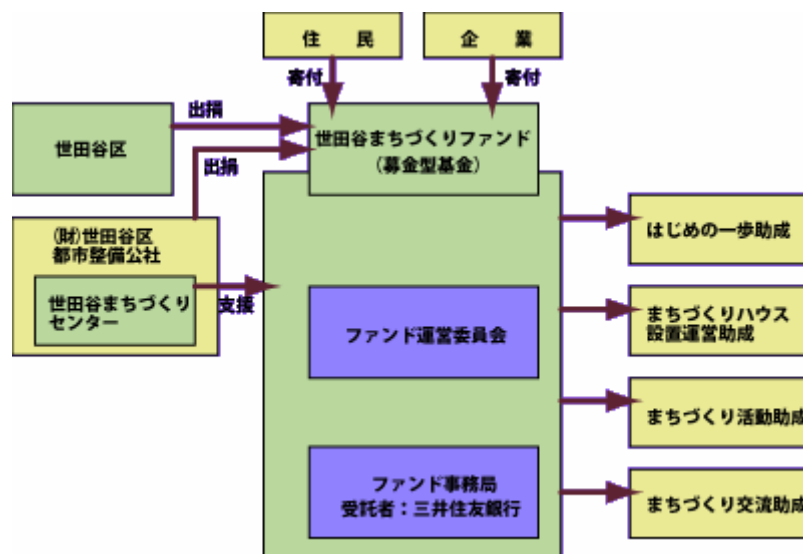 住　民
企　業
寄付
寄付
出捐
世田谷区
世田谷まちづくりファンド
（募金型基金）
出捐
(財)世田谷区
都市整備公社
世田谷まちづくり
センター
支援
ファンド運営委員会
ファンド事務局
受託者：三井住友銀行
はじめの一歩助成
まちづくりハウス
設置運営助成
まちづくり活動助成
まちづくり交流助成